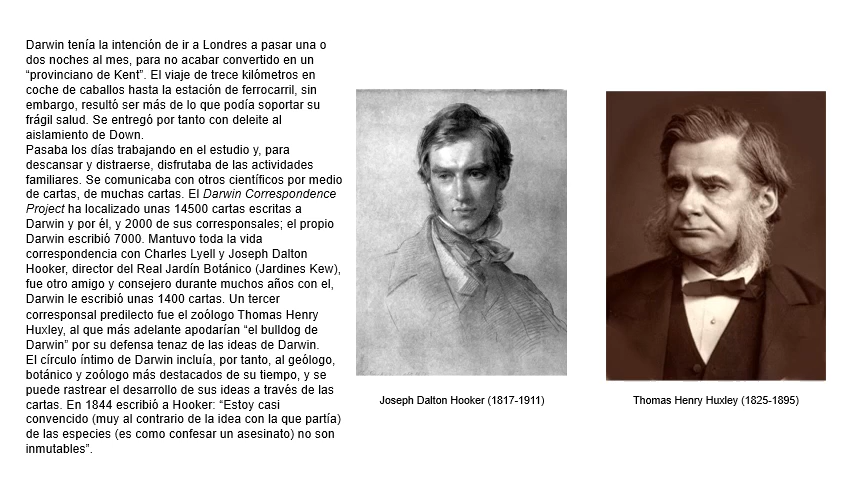 Darwin tenía la intención de ir a Londres a pasar una o
dos noches al mes, para no acabar convertido en un
“provinciano de Kent”. El viaje de trece kilómetros en
coche de caballos hasta la estación de ferrocarril, sin
embargo, resultó ser más de lo que podía soportar su
frágil salud. Se entregó por tanto con deleite al
aislamiento de Down.
Pasaba los días trabajando en el estudio y, para
descansar y distraerse, disfrutaba de las actividades
familiares. Se comunicaba con otros científicos por medio
de cartas, de muchas cartas. El Darwin Correspondence
Project ha localizado unas 14500 cartas escritas a
Darwin y por él, y 2000 de sus corresponsales; el propio
Darwin escribió 7000. Mantuvo toda la vida
correspondencia con Charles Lyell y Joseph Dalton
Hooker, director del Real Jardín Botánico (Jardines Kew),
fue otro amigo y consejero durante muchos años con el,
Darwin le escribió unas 1400 cartas. Un tercer
corresponsal predilecto fue el zoólogo Thomas Henry
Huxley, al que más adelante apodarían “el bulldog de
Darwin” por su defensa tenaz de las ideas de Darwin.
El círculo íntimo de Darwin incluía, por tanto, al geólogo,
botánico y zoólogo más destacados de su tiempo, y se
puede rastrear el desarrollo de sus ideas a través de las
cartas. En 1844 escribió a Hooker: “Estoy casi
convencido (muy al contrario de la idea con la que partía)
de las especies (es como confesar un asesinato) no son
inmutables”.
Joseph Dalton Hooker (1817-1911)
Thomas Henry Huxley (1825-1895)